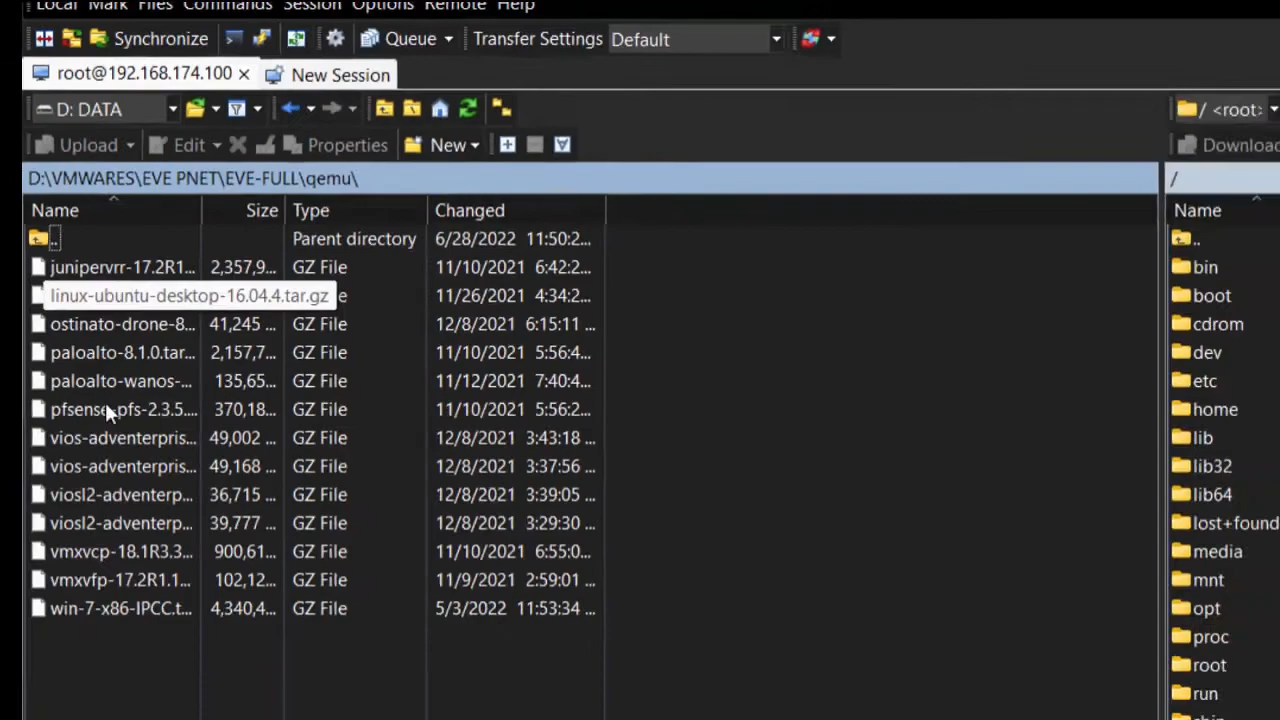 Local Mark Files Commands Session Options Remote Help
Synchronize Queue Transfer Settings Default
root@192.168.174.100 × New Session
D: DATA / <root:
Upload Edit Properties New Download
D:\VMWARES\EVE PNET\EVE-FULL\qemu\ /
Name Size Type Changed Name
.. Parent directory 6/28/2022 11:50:2... ..
junipervrr-17.2R1... 2,357,9... GZ File 11/10/2021 6:42:2... bin
linux-ubuntu-desktop-16.04.4.tar.gz e 11/26/2021 4:34:2... boot
ostinato-drone-8... 41,245 ... GZ File 12/8/2021 6:15:11 ... cdrom
paloalto-8.1.0.tar... 2,157,7... GZ File 11/10/2021 5:56:4... dev
paloalto-wanos-... 135,65... GZ File 11/12/2021 7:40:4... etc
pfsense-pfs-2.3.5.... 370,18... GZ File 11/10/2021 5:56:2... home
vios-adventerpris... 49,002 ... GZ File 12/8/2021 3:43:18 ... lib
vios-adventerpris... 49,168 ... GZ File 12/8/2021 3:37:56 ... lib32
viosl2-adventerp... 36,715 ... GZ File 12/8/2021 3:39:05 ... lib64
viosl2-adventerp... 39,777 ... GZ File 12/8/2021 3:29:30 ... lost+found
vmxvcp-18.1R3.3... 900,61... GZ File 11/10/2021 6:55:0... media
vmxvfp-17.2R1.1... 102,12... GZ File 11/9/2021 2:59:01 ... mnt
win-7-x86-IPCC.t... 4,340,4... GZ File 5/3/2022 11:53:34 ... opt
proc
root
run